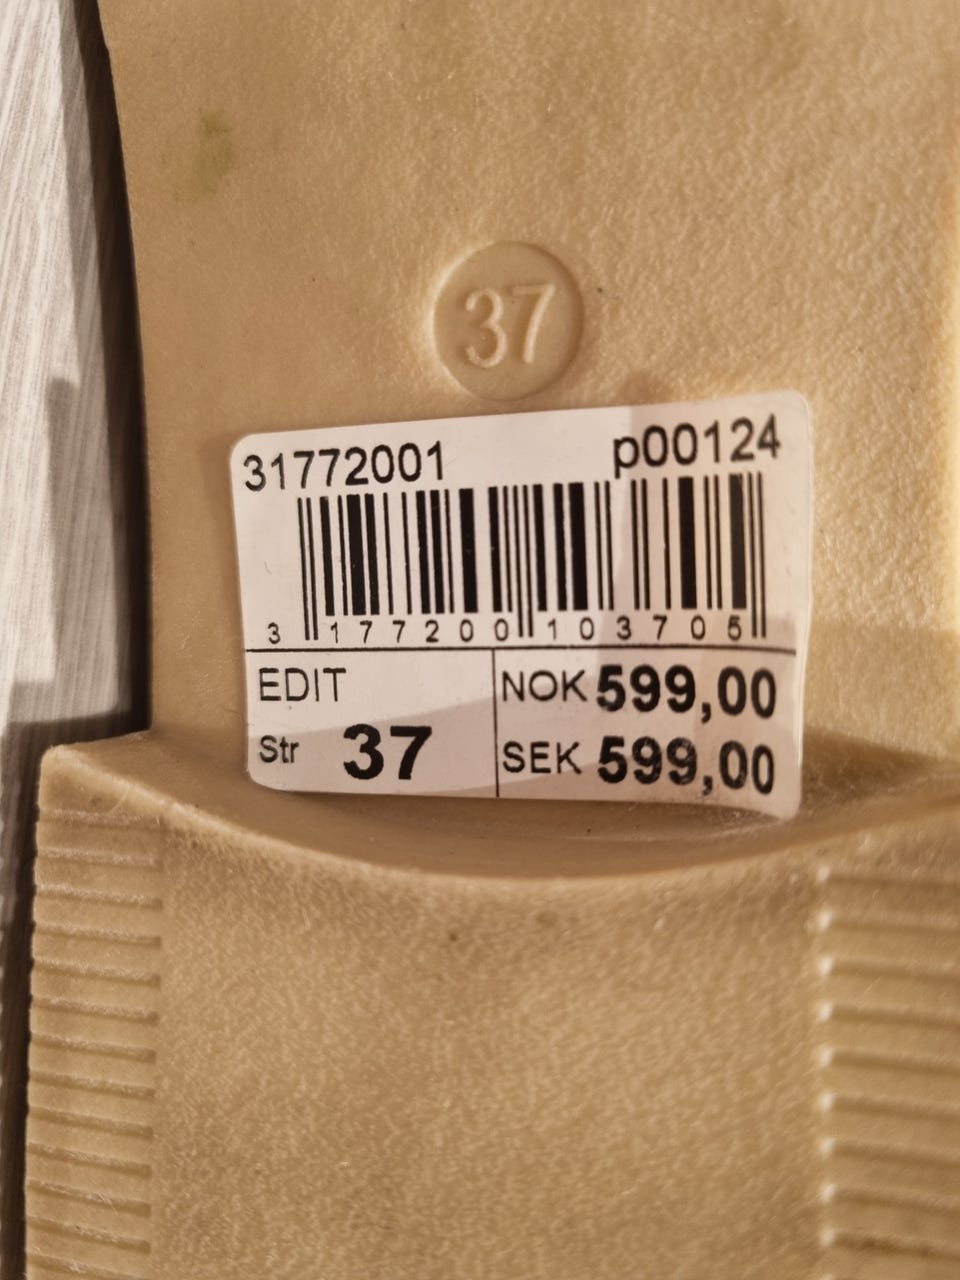 37
31772001 p00124
3 177200 103705
EDIT NOK 599,00
Str 37 SEK 599,00